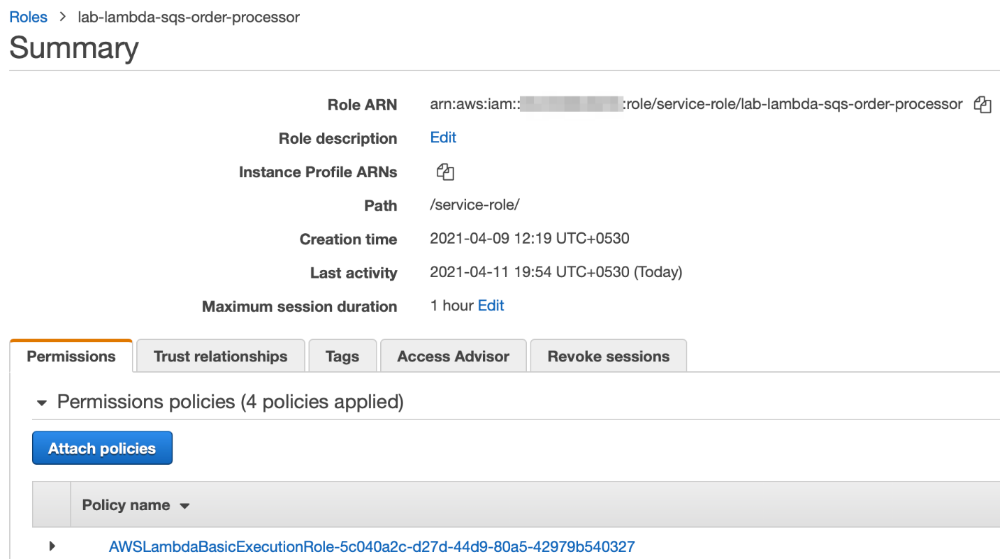 Roles > lab-lambda-sqs-order-processor
Summary
Role ARN arn:aws:iam:: :role/service-role/lab-lambda-sqs-order-processor
Role description Edit
Instance Profile ARNs
Path /service-role/
Creation time 2021-04-09 12:19 UTC+0530
Last activity 2021-04-11 19:54 UTC+0530 (Today)
Maximum session duration 1 hour Edit
Permissions Trust relationships Tags Access Advisor Revoke sessions
Permissions policies (4 policies applied)
Attach policies
Policy name
AWSLambdaBasicExecutionRole-5c040a2c-d27d-44d9-80a5-42979b540327